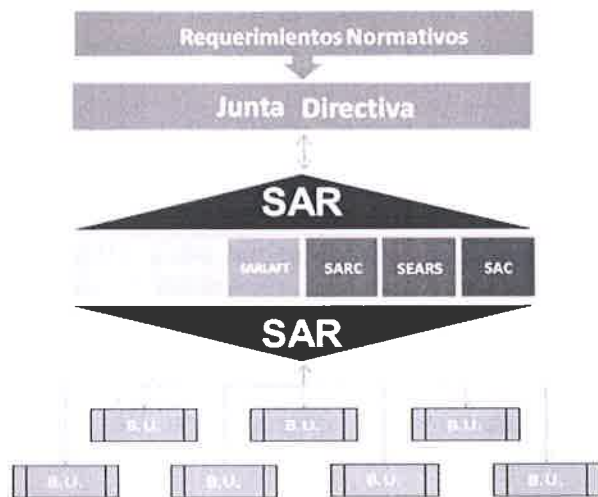 Requerimientos Normativos
Junta Directiva
SAR
SARLAFT SARC SEARS SAC
SAR
B.U. B.U. B.U.
B.U. B.U. B.U. B.U.